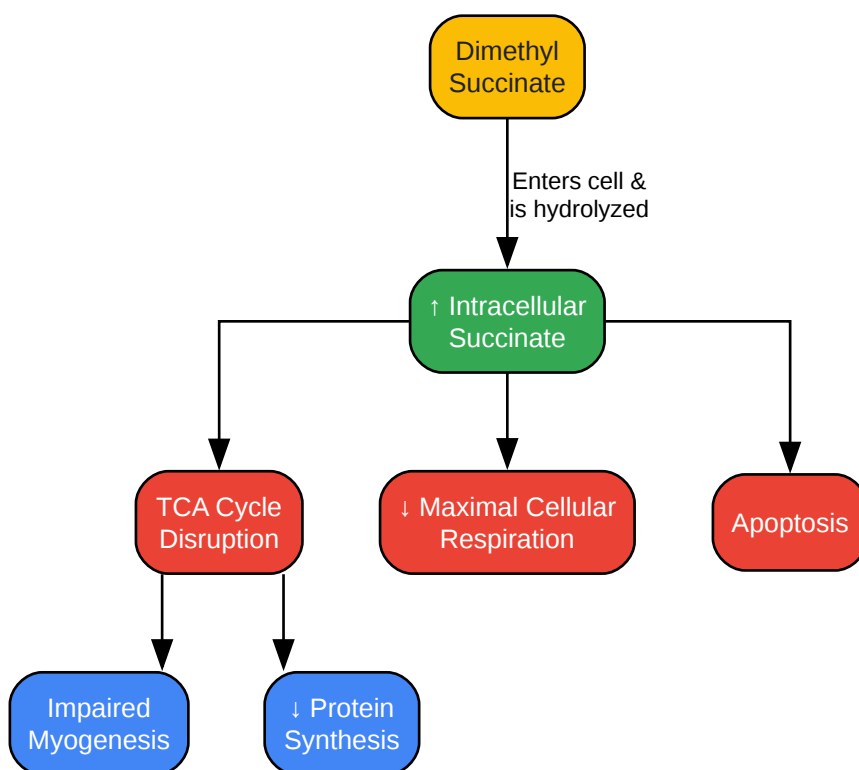 Dimethyl
Succinate
Enters cell &
is hydrolyzed
↑ Intracellular
Succinate
TCA Cycle
Disruption
↓ Maximal Cellular
Respiration
Apoptosis
Impaired
Myogenesis
↓ Protein
Synthesis